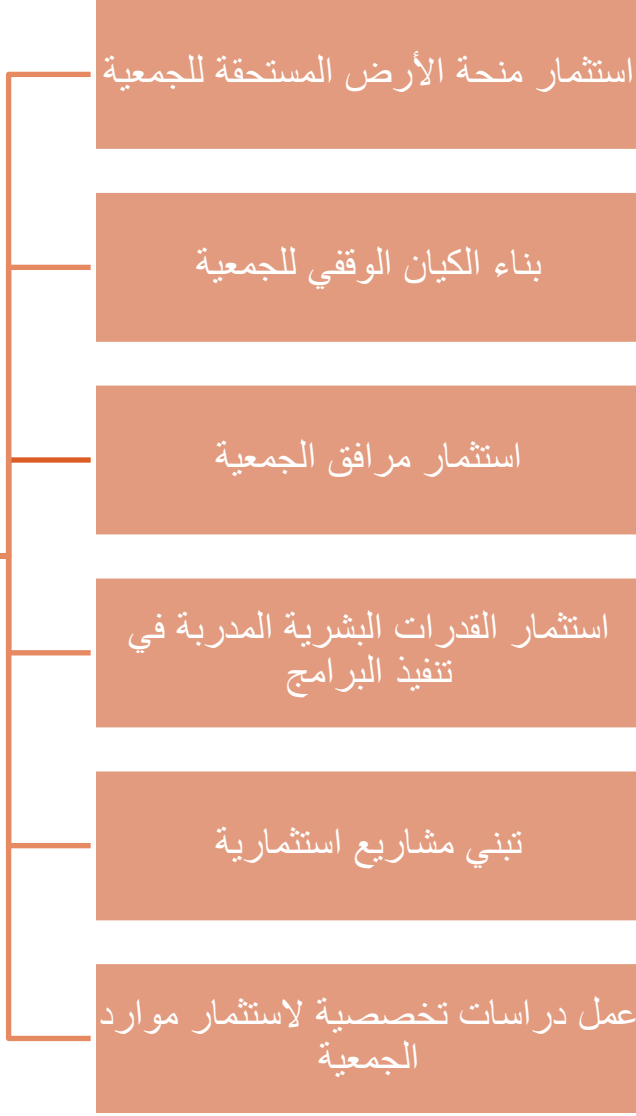 استثمار منحة الأرض المستحقة للجمعية
بناء الكيان الوقفي للجمعية
استثمار مرافق الجمعية
استثمار القدرات البشرية المدربة في
تنفيذ البرامج
تبني مشاريع استثمارية
عمل دراسات تخصصية لاستثمار موارد
الجمعية